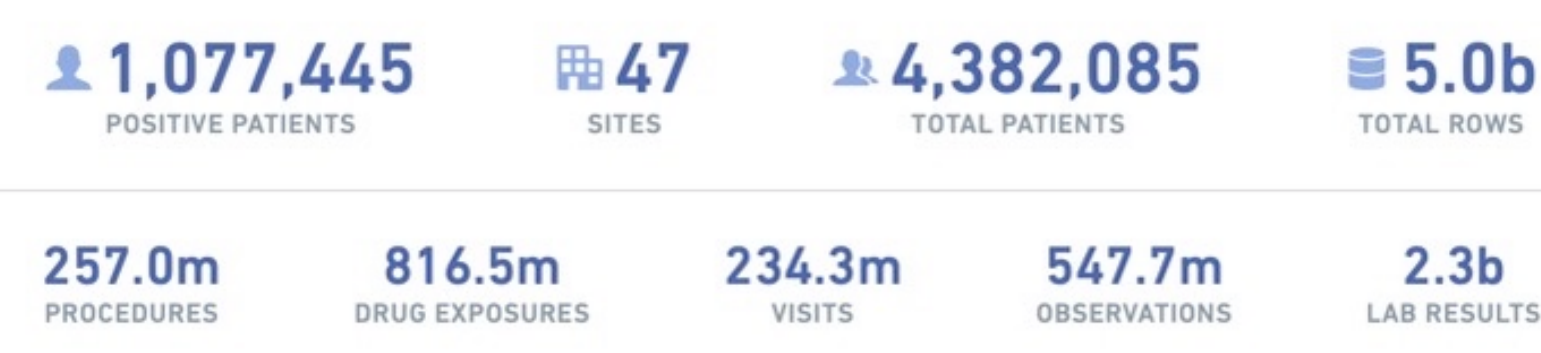 1,077,445 47 4,382,085 5.0b
POSITIVE PATIENTS SITES TOTAL PATIENTS TOTAL ROWS
257.0m 816.5m 234.3m 547.7m 2.3b
PROCEDURES DRUG EXPOSURES VISITS OBSERVATIONS LAB RESULTS